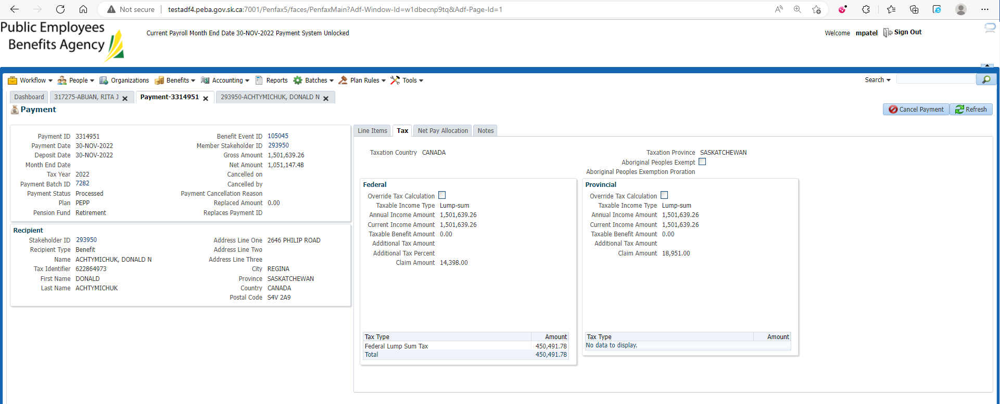 Not secure testadf4.peba.gov.sk.ca:7001/Penfax5/faces/PenfaxMain?Adf-Window-Id=w1dbecnp9tq&Adf-Page-Id=1
Public Employees
Benefits Agency
Current Payroll Month End Date 30-NOV-2022 Payment System Unlocked
Welcome mpatel Sign Out
Workflow People Organizations Benefits Accounting Reports Batches Plan Rules Tools Search
Dashboard 317275-ABUAN, RITA J Payment-3314951 293950-ACHTYMICHUK, DONALD N
Payment
Cancel Payment Refresh
Payment ID 3314951
Payment Date 30-NOV-2022
Deposit Date 30-NOV-2022
Month End Date
Tax Year 2022
Payment Batch ID 7282
Payment Status Processed
Plan PEPP
Pension Fund Retirement
Benefit Event ID 105045
Member Stakeholder ID 293950
Gross Amount 1,501,639.26
Net Amount 1,051,147.48
Cancelled on
Cancelled by
Payment Cancellation Reason
Replaced Amount 0.00
Replaces Payment ID
Recipient
Stakeholder ID 293950
Recipient Type Benefit
Name ACHTYMICHUK, DONALD N
Tax Identifier 622864973
First Name DONALD
Last Name ACHTYMICHUK
Address Line One 2646 PHILIP ROAD
Address Line Two
Address Line Three
City REGINA
Province SASKATCHEWAN
Country CANADA
Postal Code S4V 2A9
Line Items Tax Net Pay Allocation Notes
Taxation Country CANADA
Taxation Province SASKATCHEWAN
Aboriginal Peoples Exempt
Aboriginal Peoples Exemption Proration
Federal
Override Tax Calculation
Taxable Income Type Lump-sum
Annual Income Amount 1,501,639.26
Current Income Amount 1,501,639.26
Taxable Benefit Amount 0.00
Additional Tax Amount
Additional Tax Percent
Claim Amount 14,398.00
Tax Type Amount
Federal Lump Sum Tax 450,491.78
Total 450,491.78
Provincial
Override Tax Calculation
Taxable Income Type Lump-sum
Annual Income Amount 1,501,639.26
Current Income Amount 1,501,639.26
Taxable Benefit Amount 0.00
Additional Tax Amount
Claim Amount 18,951.00
Tax Type Amount
No data to display.